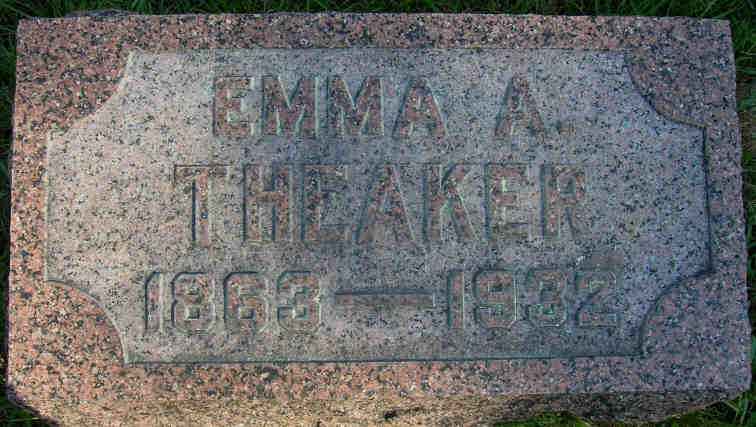 EMMA A.
THEAKER
1863—1932